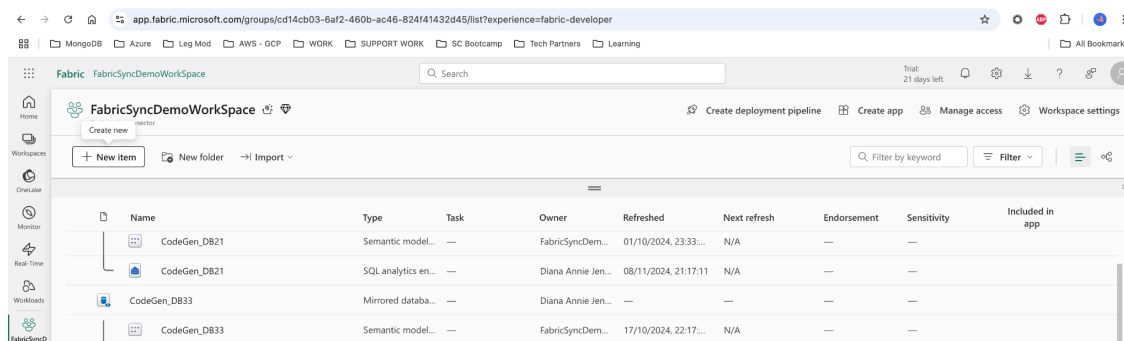 app.fabric.microsoft.com/groups/cd14cb03-6af2-460b-ac46-824f41432d45/list?experience=fabric-developer
ABP
MongoDB Azure Leg Mod AWS - GCP WORK SUPPORT WORK SC Bootcamp Tech Partners Learning All Bookmark
Fabric FabricSyncDemoWorkSpace Search Trial: 21 days left
Home
FabricSyncDemoWorkSpace Create deployment pipeline Create app Manage access Workspace settings
nector
Create new
Workspaces
+ New item New folder Import Filter by keyword Filter
OneLake
Monitor
Name Type Task Owner Refreshed Next refresh Endorsement Sensitivity Included in app
CodeGen_DB21 Semantic model... — FabricSyncDem... 01/10/2024, 23:33:... N/A — —
Real-Time
CodeGen_DB21 SQL analytics en... — Diana Annie Jen... 08/11/2024, 21:17:11 N/A — —
Workloads
CodeGen_DB33 Mirrored databa... — Diana Annie Jen... — — — —
CodeGen_DB33 Semantic model... — FabricSyncDem... 17/10/2024, 22:17:... N/A — —
FabricSyncD